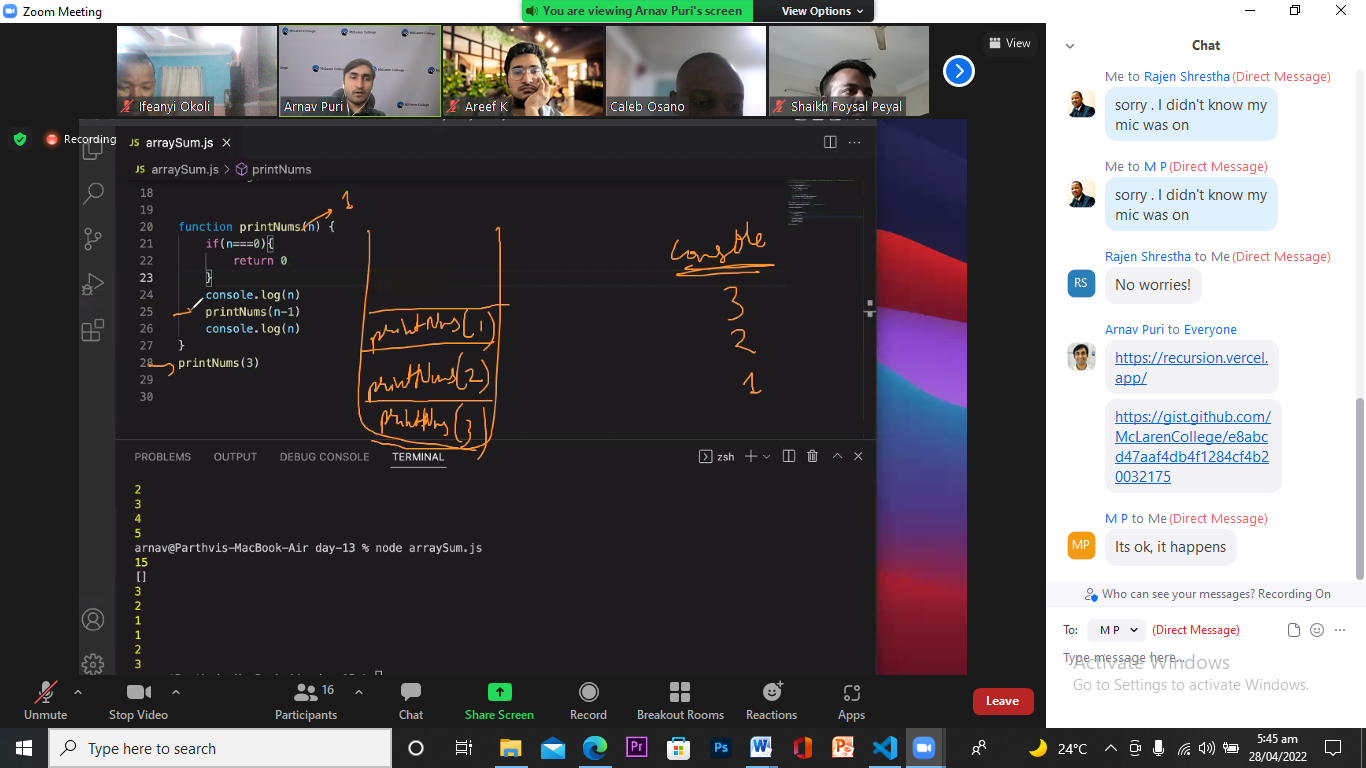 Zoom Meeting
You are viewing Arnav Puri's screen
View Options
View
Ifeanyi Okoli
Arnav Puri
Areef K
Caleb Osano
Shaikh Foysal Peyal
Recording
JS arraySum.js
JS arraySum.js > printNums
18
19
20 function printNums(n) {
21 if(n===0){
22 return 0
23 }
24 console.log(n)
25 printNums(n-1)
26 console.log(n)
27 }
28 printNums(3)
29
30
1
printNums(1)
printNums(2)
printNums(3)
Console
3
2
1
PROBLEMS OUTPUT DEBUG CONSOLE TERMINAL
zsh
2
3
4
5
arnav@Parthvis-MacBook-Air day-13 % node arraySum.js
15
[]
3
2
1
1
2
3
Unmute
Stop Video
16
Participants
Chat
Share Screen
Record
Breakout Rooms
Reactions
Apps
Leave
Chat
Me to Rajen Shrestha (Direct Message)
sorry . I didn't know my
mic was on
Me to M P (Direct Message)
sorry . I didn't know my
mic was on
Rajen Shrestha to Me (Direct Message)
RS
No worries!
Arnav Puri to Everyone
https://recursion.vercel.
app/
https://gist.github.com/
McLarenCollege/e8abc
d47aaf4db4f1284cf4b2
0032175
M P to Me (Direct Message)
MP
Its ok, it happens
Who can see your messages? Recording On
To: M P (Direct Message)
Type message here...
Activate Windows
Go to Settings to activate Windows.
Type here to search
Pr
Ps
24°C
5:45 am
28/04/2022